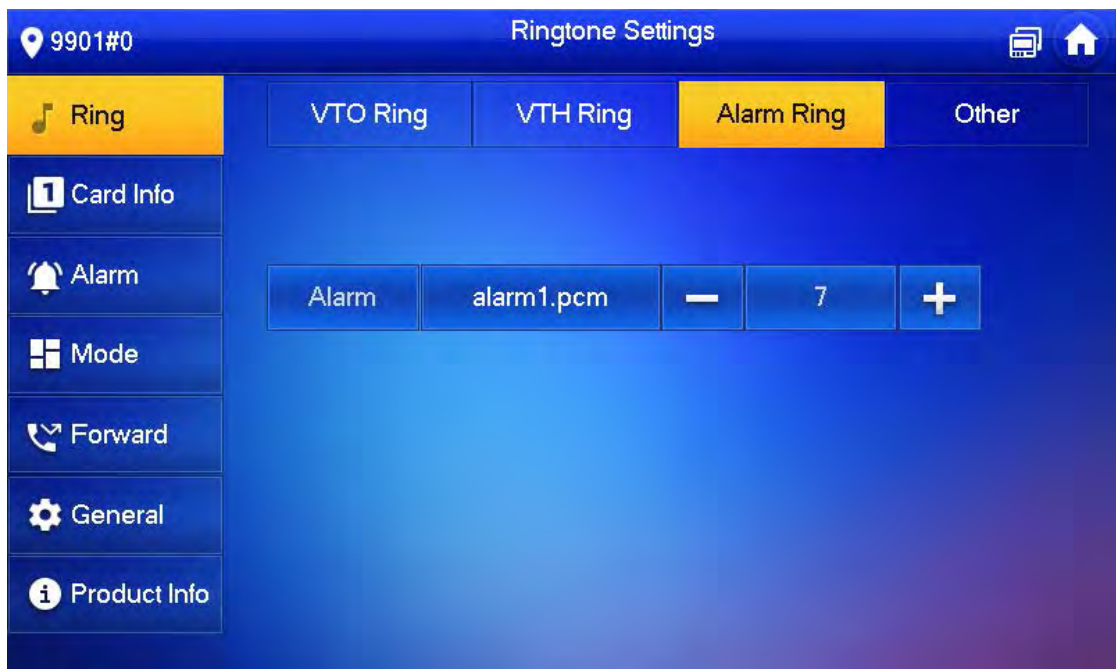 9901#0
Ringtone Settings
Ring
VTO Ring
VTH Ring
Alarm Ring
Other
1 Card Info
Alarm
Alarm
alarm1.pcm
7
Mode
Forward
General
Product Info